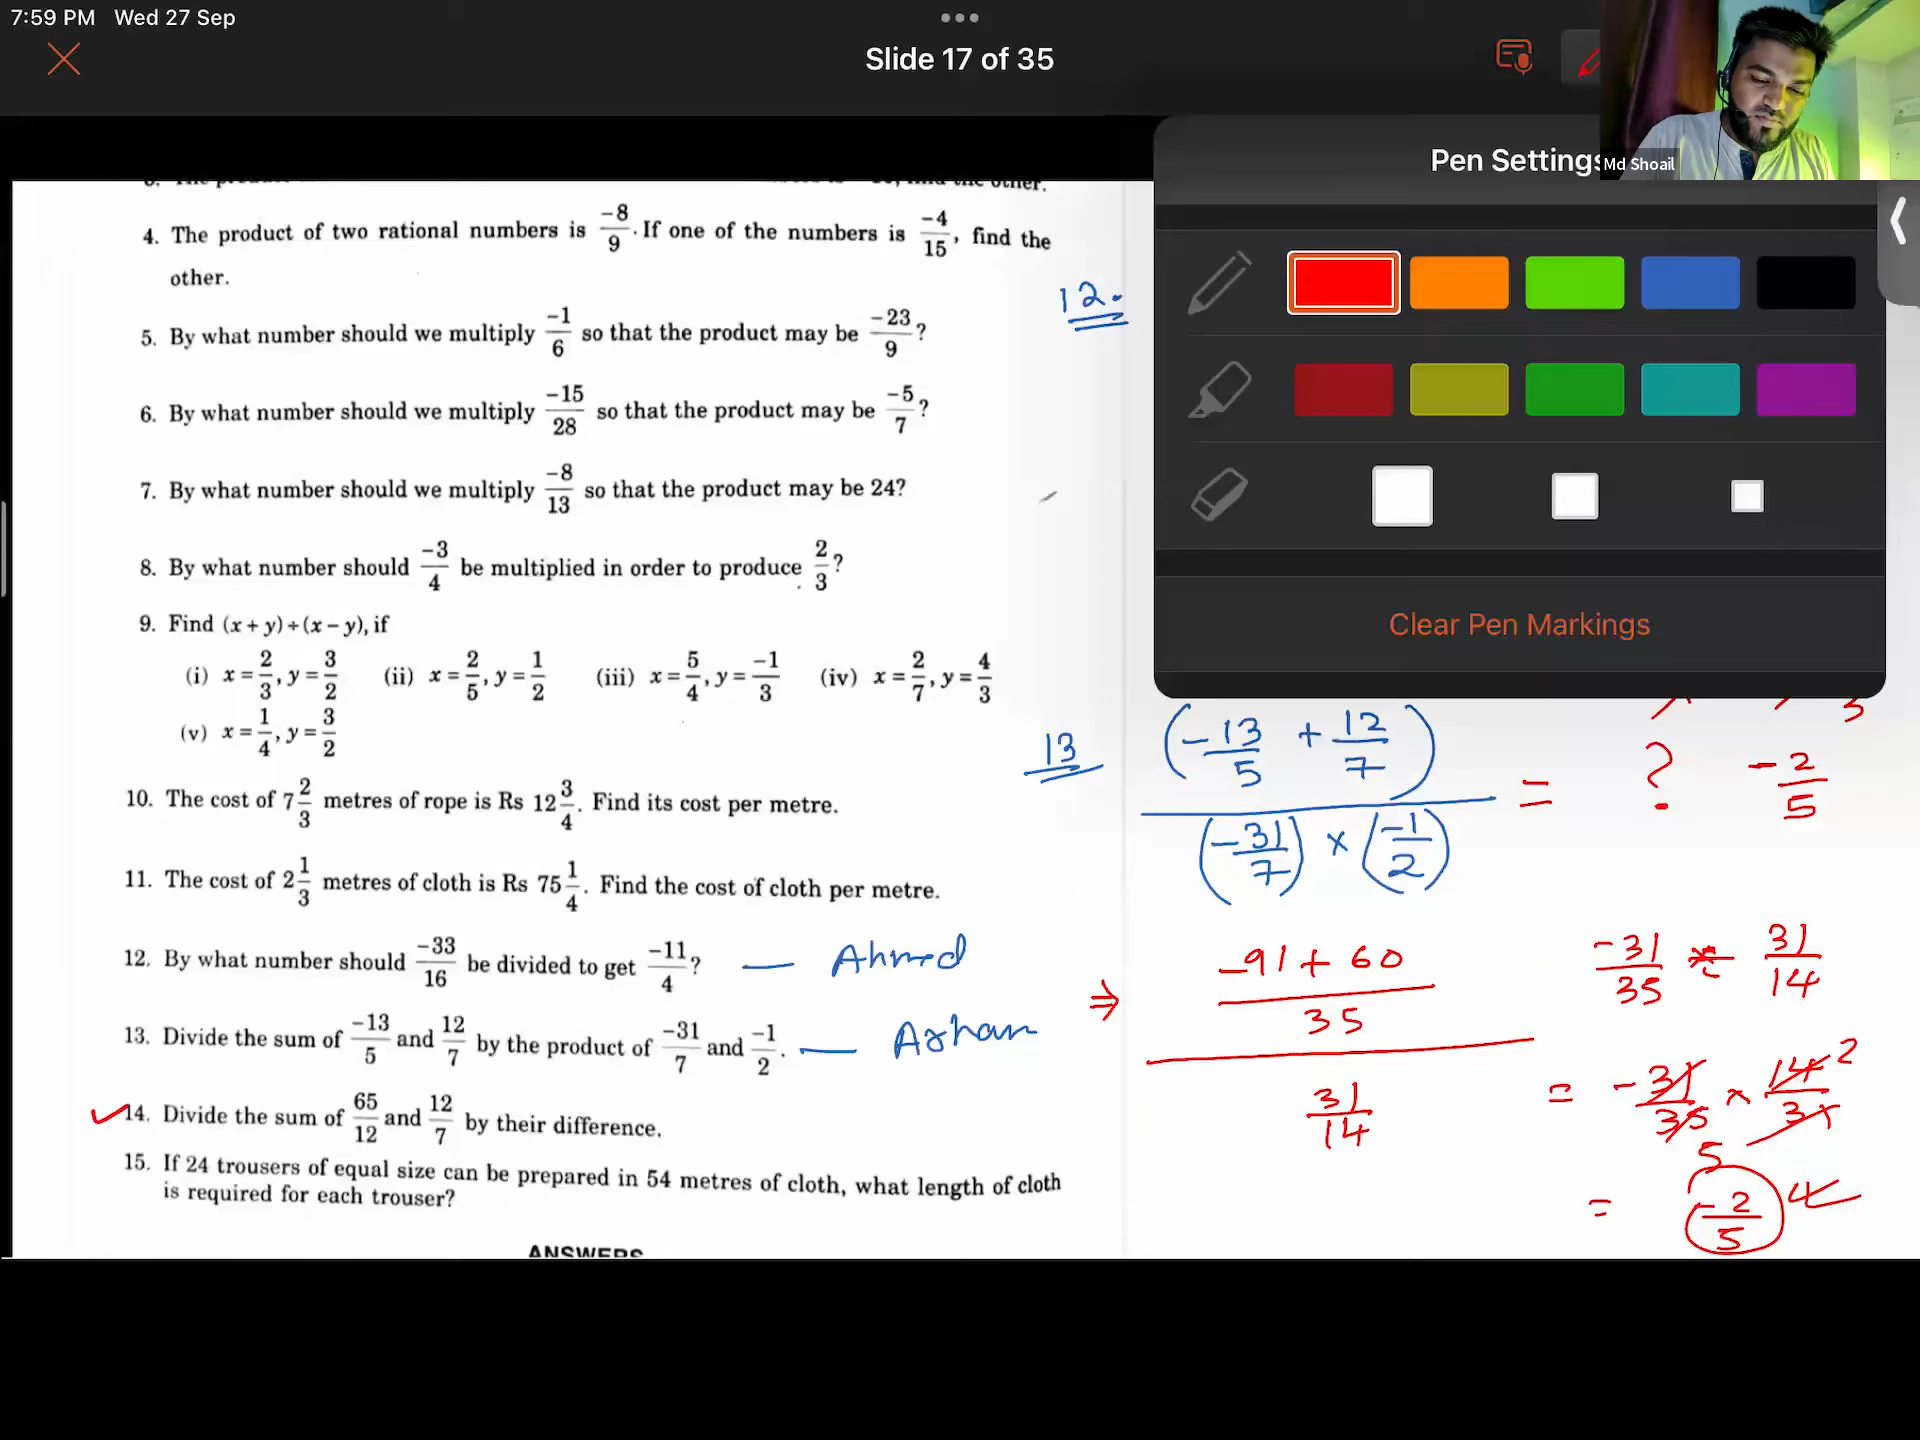 7:59 PM Wed 27 Sep
Slide 17 of 35
Pen Settings
Md Shoail
Clear Pen Markings
4. The product of two rational numbers is -8/9. If one of the numbers is -4/15, find the
other.
5. By what number should we multiply -1/6 so that the product may be -23/9?
6. By what number should we multiply -15/28 so that the product may be -5/7?
7. By what number should we multiply -8/13 so that the product may be 24?
8. By what number should -3/4 be multiplied in order to produce 2/3?
9. Find (x + y) ÷ (x − y), if
(i) x = 2/3, y = 3/2 (ii) x = 2/5, y = 1/2 (iii) x = 5/4, y = -1/3 (iv) x = 2/7, y = 4/3
(v) x = 1/4, y = 3/2
10. The cost of 7 2/3 metres of rope is Rs 12 3/4. Find its cost per metre.
11. The cost of 2 1/3 metres of cloth is Rs 75 1/4. Find the cost of cloth per metre.
12. By what number should -33/16 be divided to get -11/4? — Ahmed
13. Divide the sum of -13/5 and 12/7 by the product of -31/7 and -1/2. — Azhan
14. Divide the sum of 65/12 and 12/7 by their difference.
15. If 24 trousers of equal size can be prepared in 54 metres of cloth, what length of cloth
is required for each trouser?
ANSWERS
12.
13
(-13/5 + 12/7) / (-31/7) × (-1/2) = ? -2/5
⇒ -91 + 60 / 35
31/14
-31/35 ÷ 31/14
= -31/35 × 14/31 2
5
= -2/5